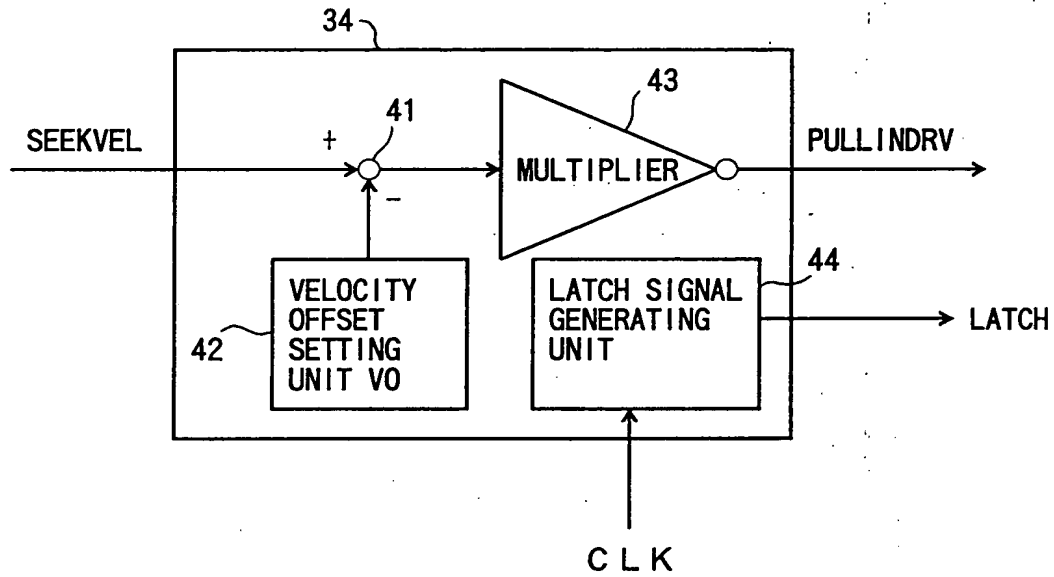 34
SEEKVEL
+
41
-
43
MULTIPLIER
PULLINDRV
VELOCITY
OFFSET
SETTING
UNIT VO
42
LATCH SIGNAL
GENERATING
UNIT
44
LATCH
CLK